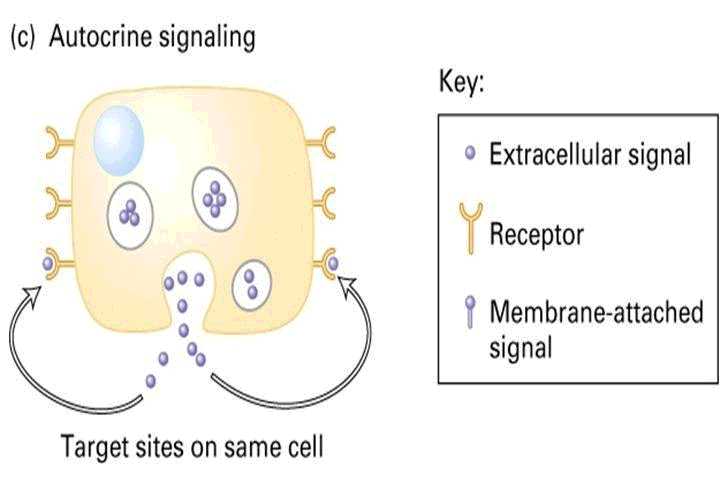 (c) Autocrine signaling
Key:
Extracellular signal
Receptor
Membrane-attached
signal
Target sites on same cell